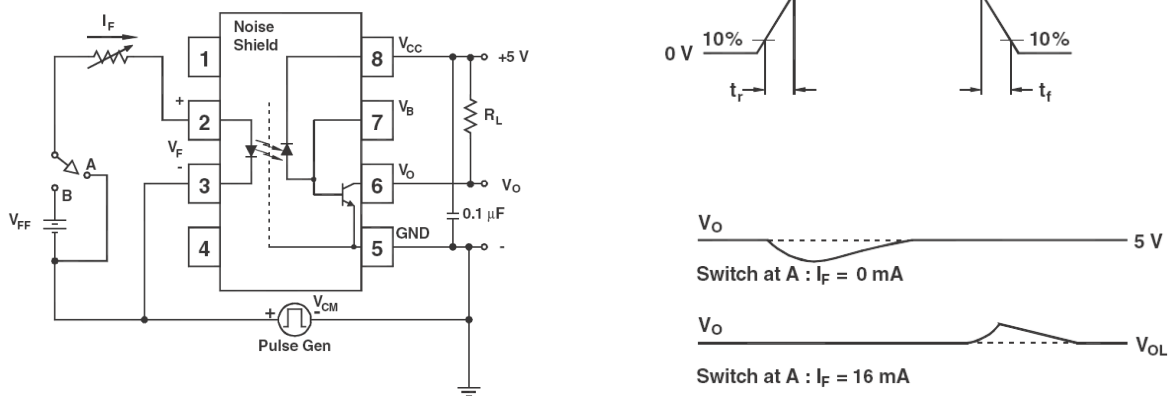 I_F
Noise
Shield
1
2
3
4
8
7
6
5
V_CC
V_B
V_O
GND
+5 V
R_L
V_O
0.1 µF
-
+
V_F
-
A
B
V_FF
+
V_CM
-
Pulse Gen
0 V
10%
10%
t_r
t_f
V_O
5 V
Switch at A : I_F = 0 mA
V_O
V_OL
Switch at A : I_F = 16 mA